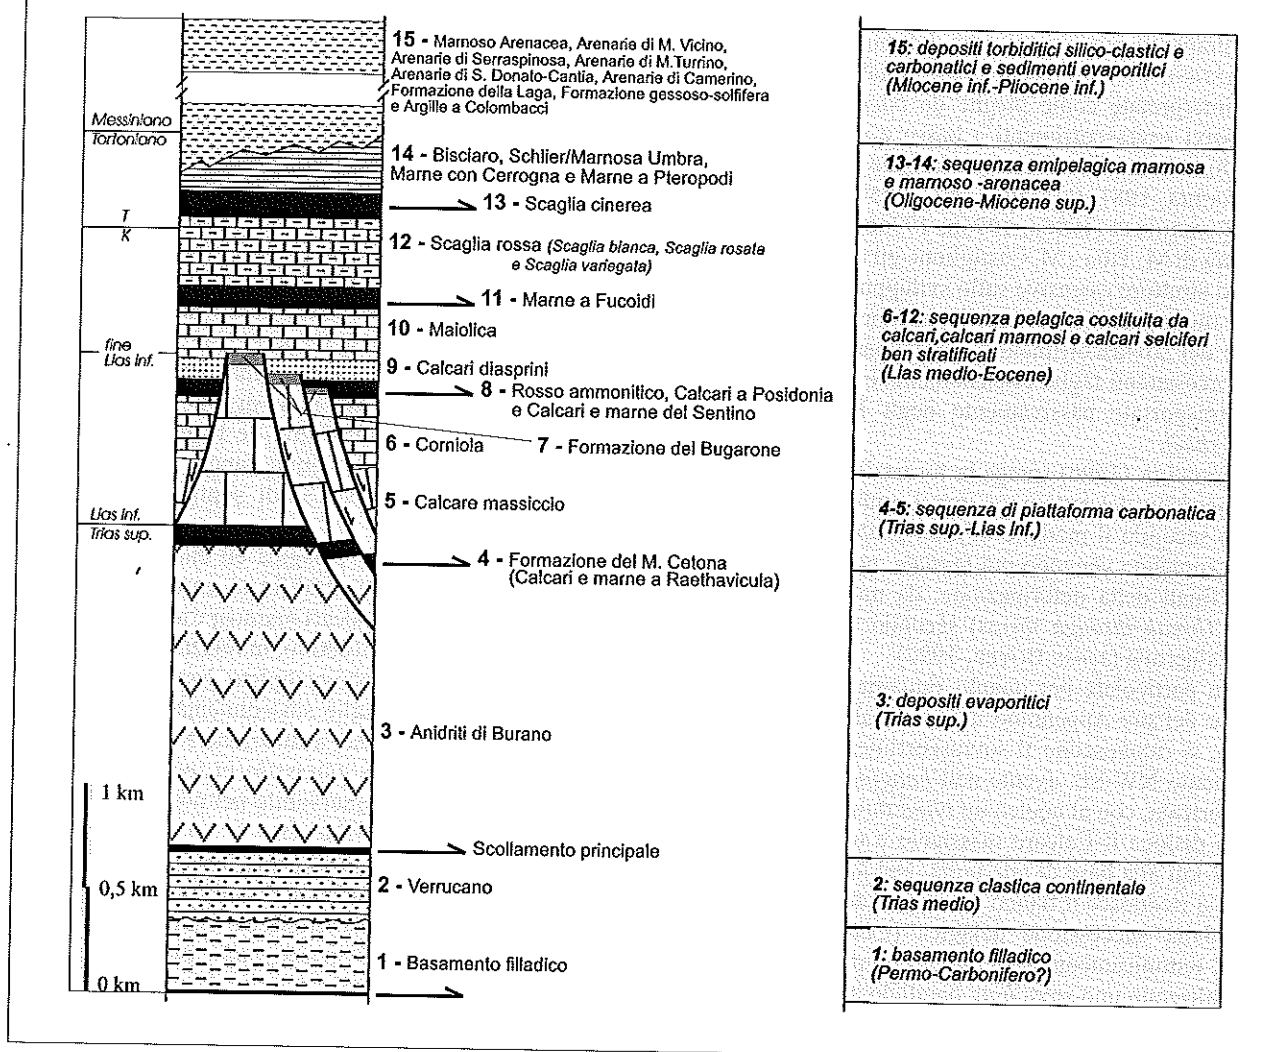 15 - Marnoso Arenacea, Arenarie di M. Vicino,
Arenarie di Serraspinosa, Arenarie di M.Turrino,
Arenarie di S. Donato-Cantia, Arenarie di Camerino,
Formazione della Laga, Formazione gessoso-solfifera
e Argille a Colombacci
Messiniano
Tortoniano
14 - Bisciaro, Schlier/Marnosa Umbra,
Marne con Cerrogna e Marne a Pteropodi
13 - Scaglia cinerea
T
K
12 - Scaglia rossa (Scaglia bianca, Scaglia rosata
e Scaglia variegata)
11 - Marne a Fucoidi
10 - Maiolica
fine
Lias inf.
9 - Calcari diasprini
8 - Rosso ammonitico, Calcari a Posidonia
e Calcari e marne del Sentino
6 - Corniola
7 - Formazione del Bugarone
5 - Calcare massiccio
Lias inf.
Trias sup.
4 - Formazione del M. Cetona
(Calcari e marne a Raethavicula)
3 - Anidriti di Burano
1 km
Scollamento principale
0,5 km
2 - Verrucano
1 - Basamento filladico
0 km
15: depositi torbiditici silico-clastici e
carbonatici e sedimenti evaporitici
(Miocene inf.-Pliocene inf.)
13-14: sequenza emipelagica marnosa
e marnoso -arenacea
(Oligocene-Miocene sup.)
6-12: sequenza pelagica costituita da
calcari,calcari marnosi e calcari selciferi
ben stratificati
(Lias medio-Eocene)
4-5: sequenza di piattaforma carbonatica
(Trias sup.-Lias inf.)
3: depositi evaporitici
(Trias sup.)
2: sequenza clastica continentale
(Trias medio)
1: basamento filladico
(Permo-Carbonifero?)